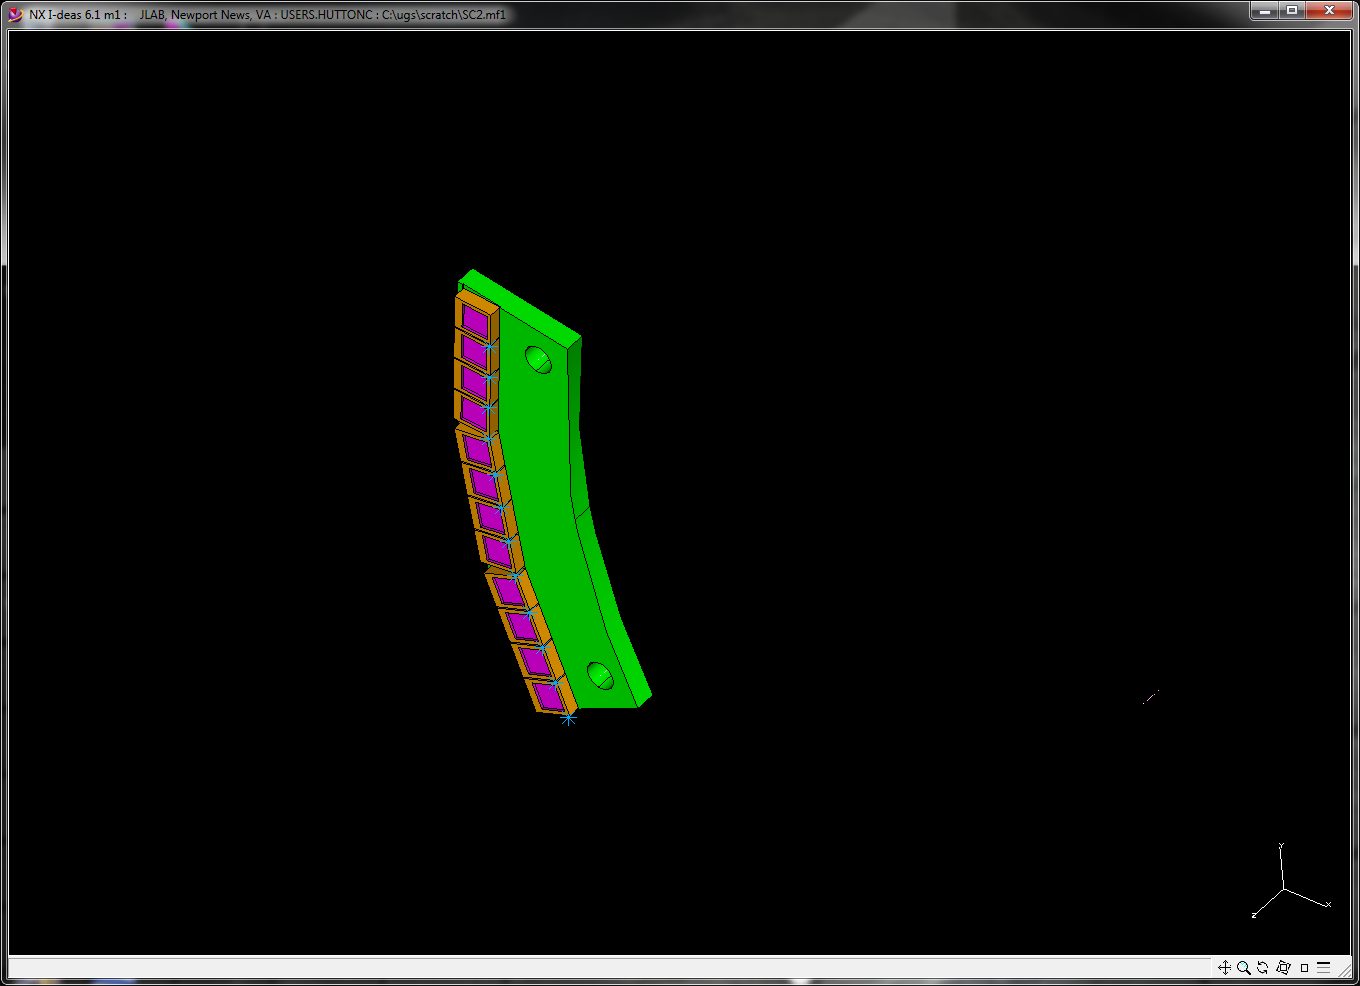 NX I-deas 6.1 m1 :    JLAB, Newport News, VA : USERS.HUTTONC : C:\ugs\scratch\SC2.mf1
Y
X
Z